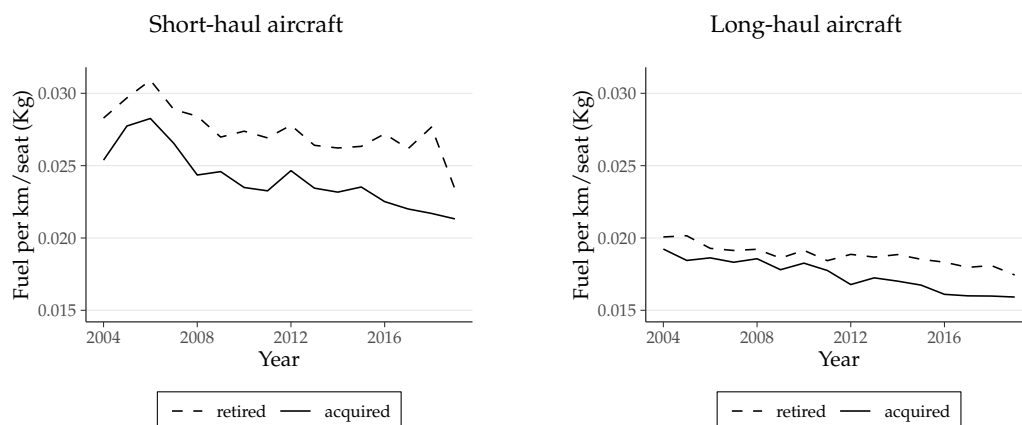 Short-haul aircraft
Fuel per km/seat (Kg)
0.030
0.025
0.020
0.015
2004 2008 2012 2016
Year
retired acquired
Long-haul aircraft
Fuel per km/seat (Kg)
0.030
0.025
0.020
0.015
2004 2008 2012 2016
Year
retired acquired